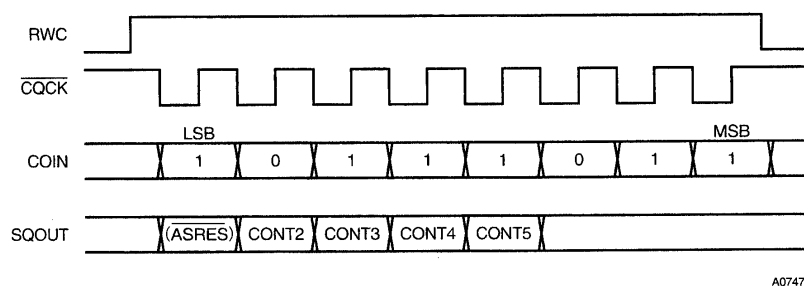 RWC
CQCK
LSB MSB
COIN 1 0 1 1 1 0 1 1
SQOUT (ASRES) CONT2 CONT3 CONT4 CONT5
A0747